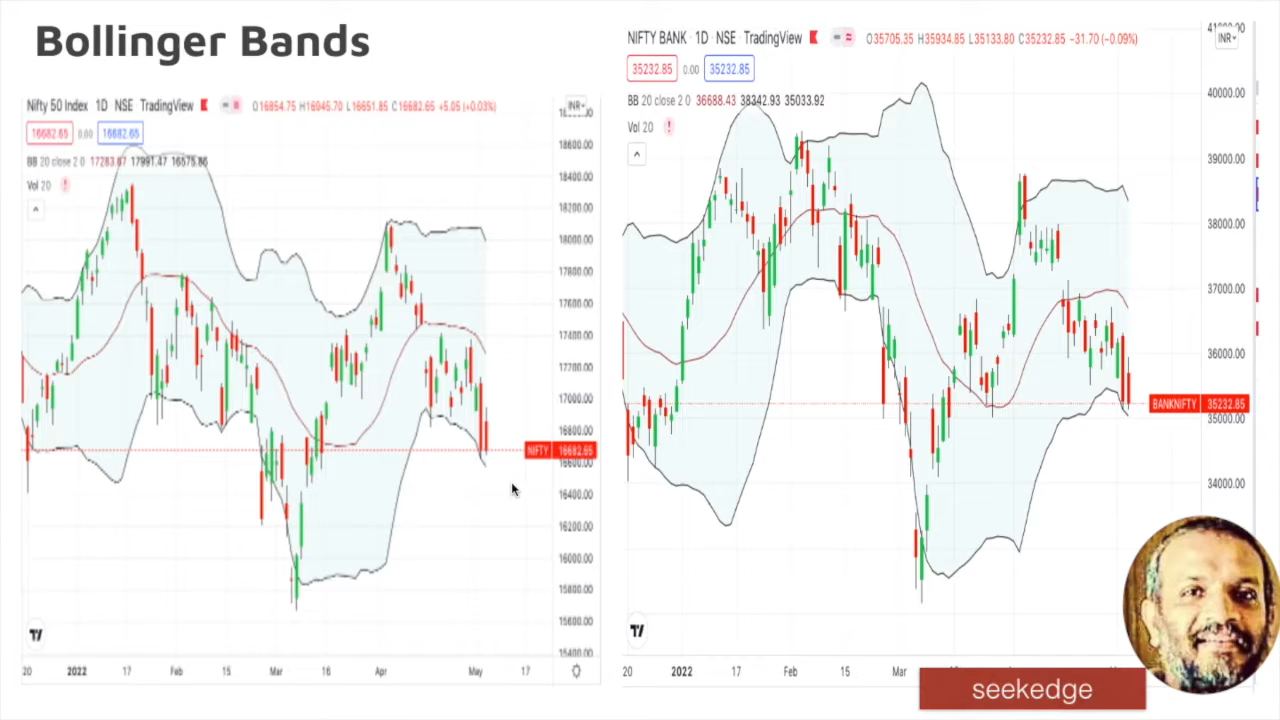 Bollinger Bands
Nifty 50 Index 1D NSE TradingView O16854.75 H16945.70 L16651.85 C16682.65 +5.05 (+0.03%)
INR
16682.65 0.00 16682.65
BB 20 close 2 0 17283.67 17991.47 16575.86
Vol 20
18600.00
18400.00
18200.00
18000.00
17800.00
17600.00
17400.00
17200.00
17000.00
16800.00
NIFTY 16682.65
16600.00
16400.00
16200.00
16000.00
15800.00
15600.00
15400.00
20 2022 17 Feb 15 Mar 16 Apr May 17
NIFTY BANK · 1D · NSE · TradingView O35705.35 H35934.85 L35133.80 C35232.85 −31.70 (−0.09%)
INR
35232.85 0.00 35232.85
BB 20 close 2 0 36688.43 38342.93 35033.92
Vol 20
40000.00
39000.00
38000.00
37000.00
36000.00
BANKNIFTY 35232.85
35000.00
34000.00
20 2022 17 Feb 15 Mar
seekedge